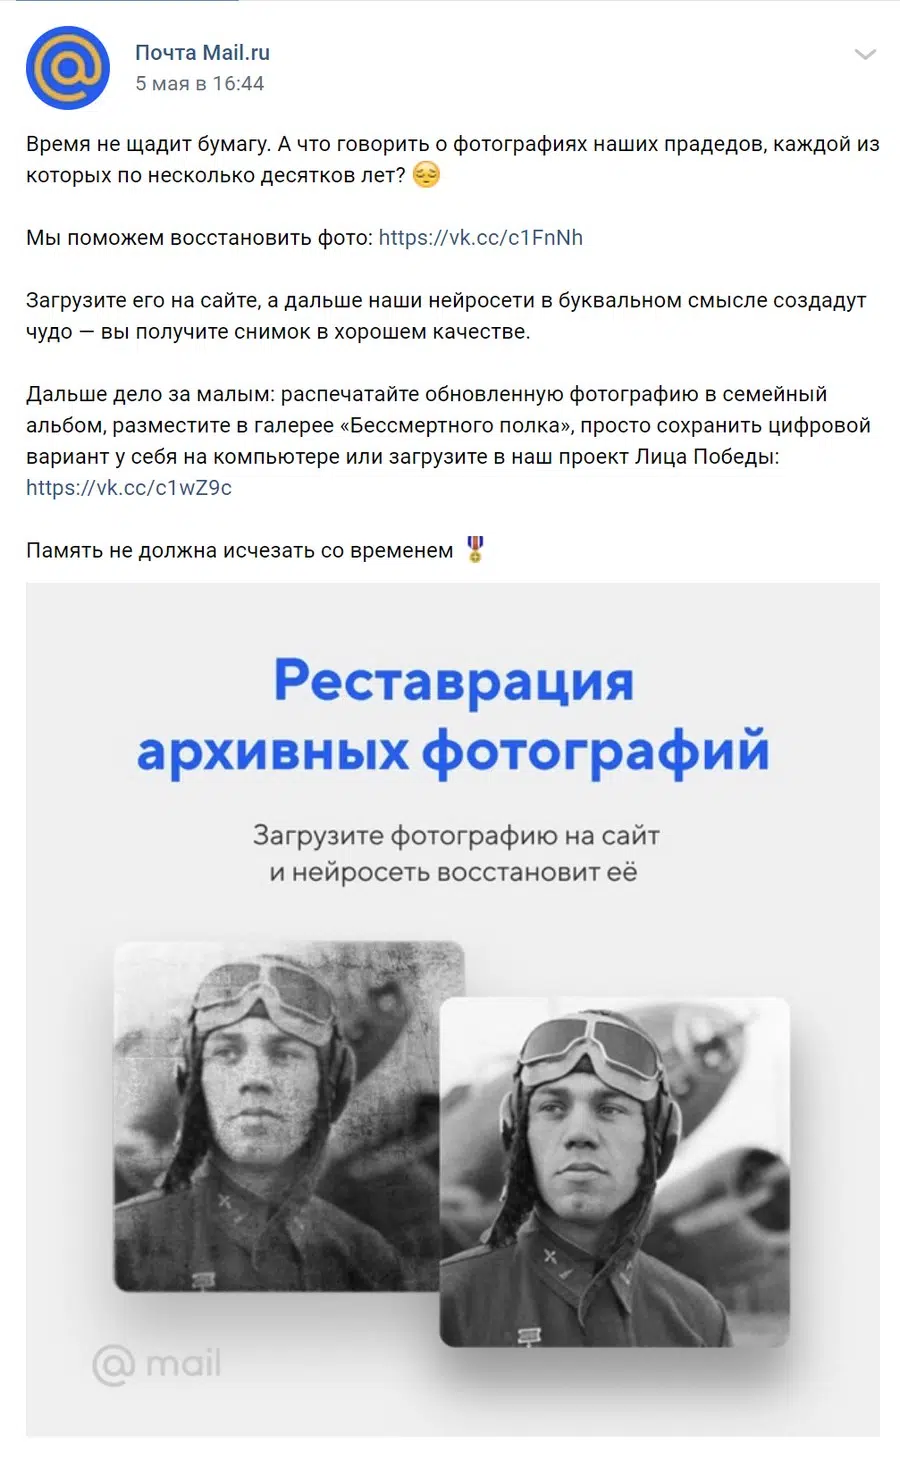 Почта Mail.ru
5 мая в 16:44
Время не щадит бумагу. А что говорить о фотографиях наших прадедов, каждой из
которых по несколько десятков лет? 😔
Мы поможем восстановить фото: https://vk.cc/c1FnNh
Загрузите его на сайте, а дальше наши нейросети в буквальном смысле создадут
чудо — вы получите снимок в хорошем качестве.
Дальше дело за малым: распечатайте обновленную фотографию в семейный
альбом, разместите в галерее «Бессмертного полка», просто сохранить цифровой
вариант у себя на компьютере или загрузите в наш проект Лица Победы:
https://vk.cc/c1wZ9c
Память не должна исчезать со временем 🎖
Реставрация
архивных фотографий
Загрузите фотографию на сайт
и нейросеть восстановит её
@ mail